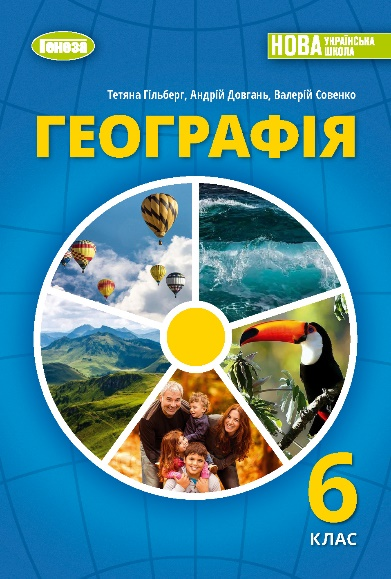 Генеза
НОВА УКРАЇНСЬКА
ШКОЛА
Тетяна Гільберг, Андрій Довгань, Валерій Совенко
ГЕОГРАФІЯ
6
КЛАС